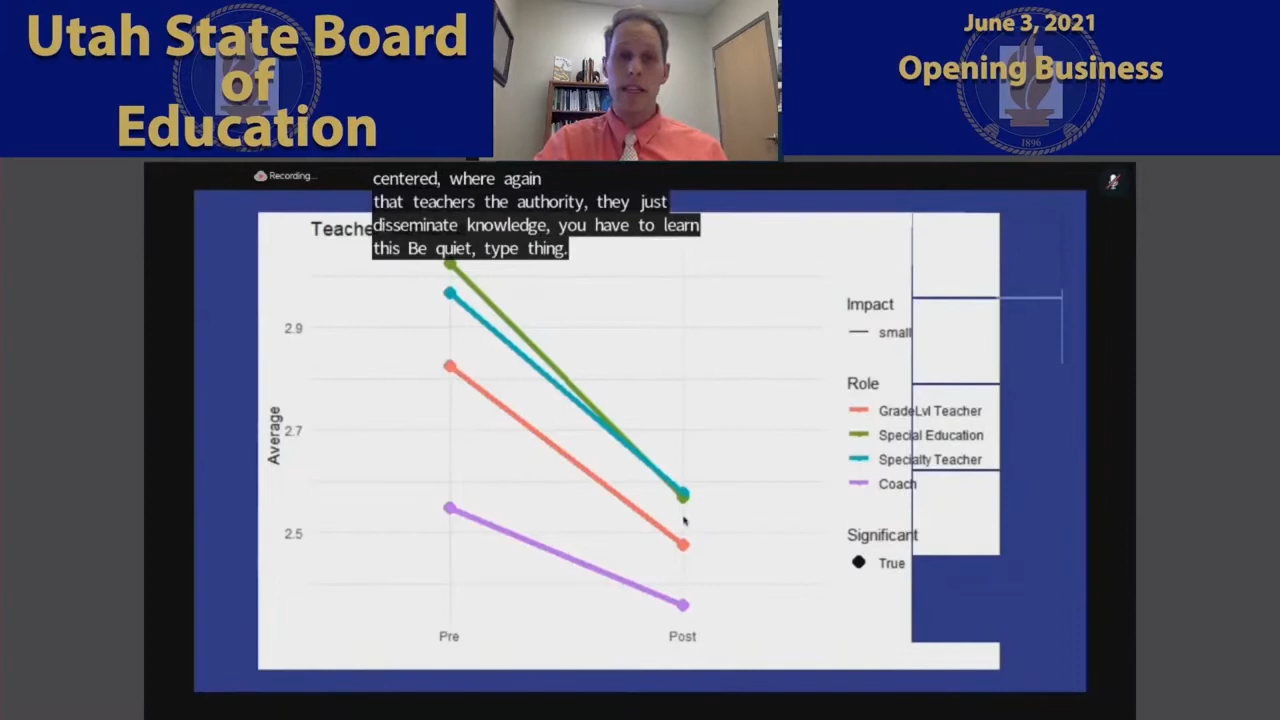 Utah State Board
of
Education
June 3, 2021
Opening Business
1896
Recording...
centered, where again
that teachers the authority, they just
disseminate knowledge, you have to learn
this Be quiet, type thing.
2.9
2.7
2.5
Average
Pre
Post
Impact
small
Role
GradeLvl Teacher
Special Education
Specialty Teacher
Coach
Significant
True